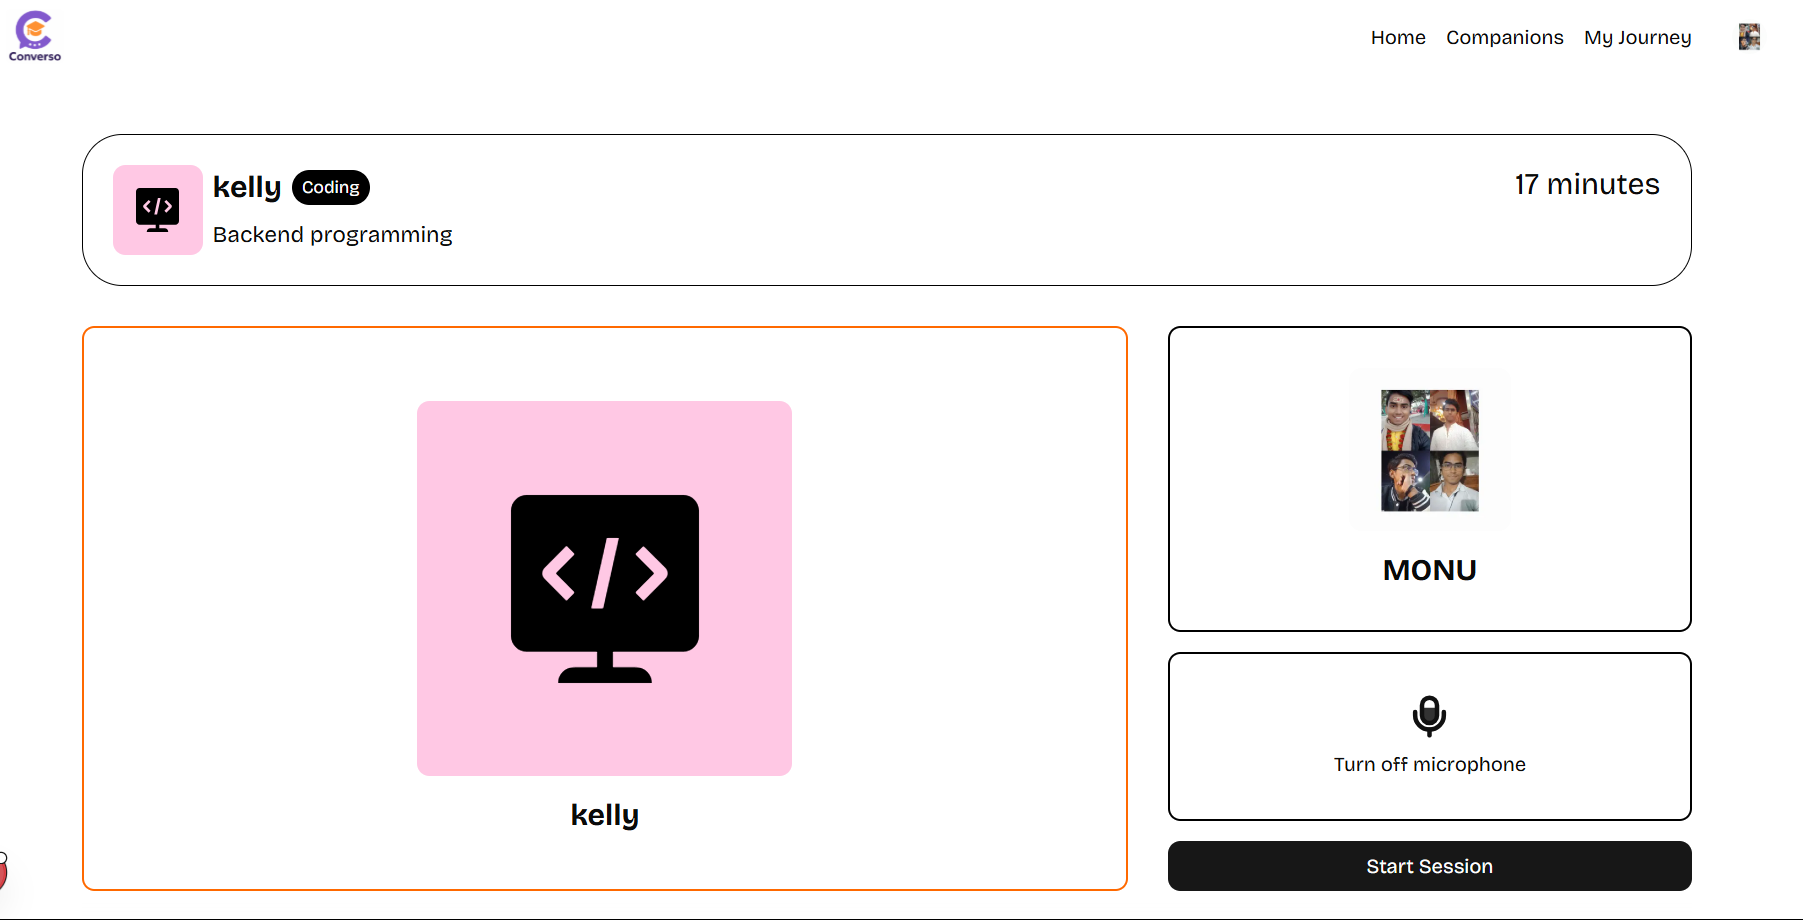 Converso
Home Companions My Journey
kelly Coding
17 minutes
Backend programming
</>
</>
kelly
MONU
Turn off microphone
Start Session